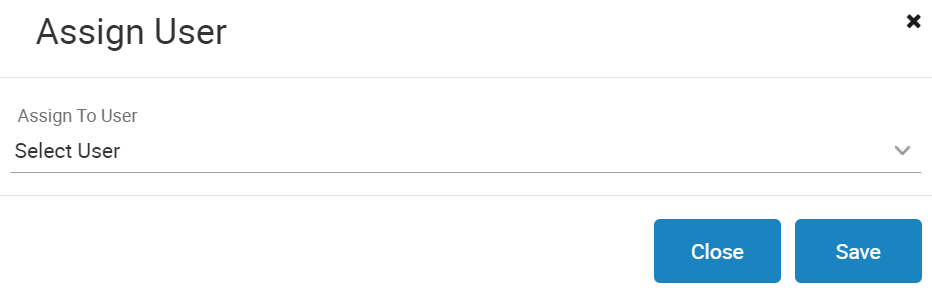 Assign User
Assign To User
Select User
Close
Save